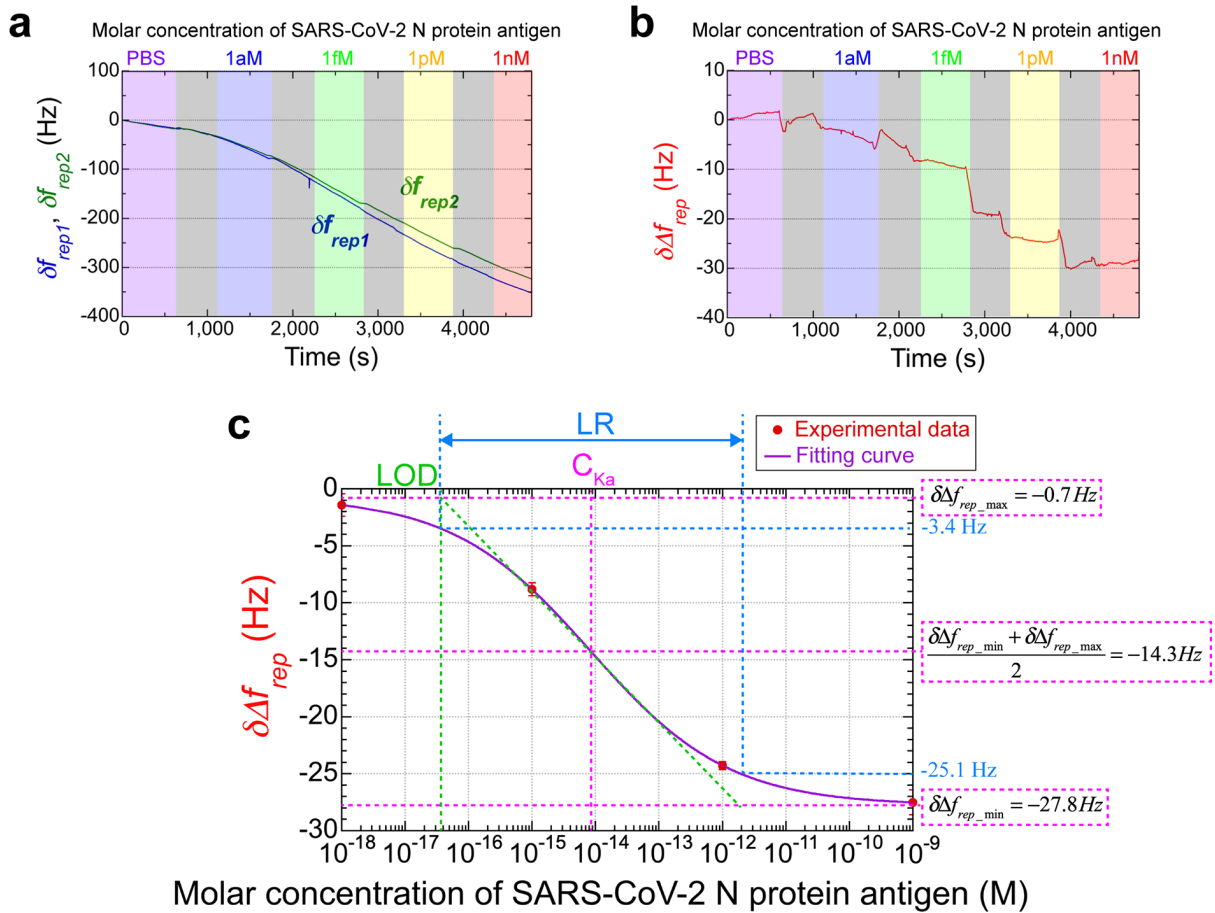 a
Molar concentration of SARS-CoV-2 N protein antigen
PBS 1aM 1fM 1pM 1nM
100
0
-100
-200
-300
-400
δf_rep1, δf_rep2 (Hz)
δf_rep2
δf_rep1
0 1,000 2,000 3,000 4,000
Time (s)
b
Molar concentration of SARS-CoV-2 N protein antigen
PBS 1aM 1fM 1pM 1nM
10
0
-10
-20
-30
-40
δΔf_rep (Hz)
0 1,000 2,000 3,000 4,000
Time (s)
c
LR
LOD
C_Ka
Experimental data
Fitting curve
0
-5
-10
-15
-20
-25
-30
δΔf_rep (Hz)
δΔf_rep_max = −0.7 Hz
-3.4 Hz
(δΔf_rep_min + δΔf_rep_max)/2 = −14.3Hz
-25.1 Hz
δΔf_rep_min = −27.8 Hz
10^-18 10^-17 10^-16 10^-15 10^-14 10^-13 10^-12 10^-11 10^-10 10^-9
Molar concentration of SARS-CoV-2 N protein antigen (M)